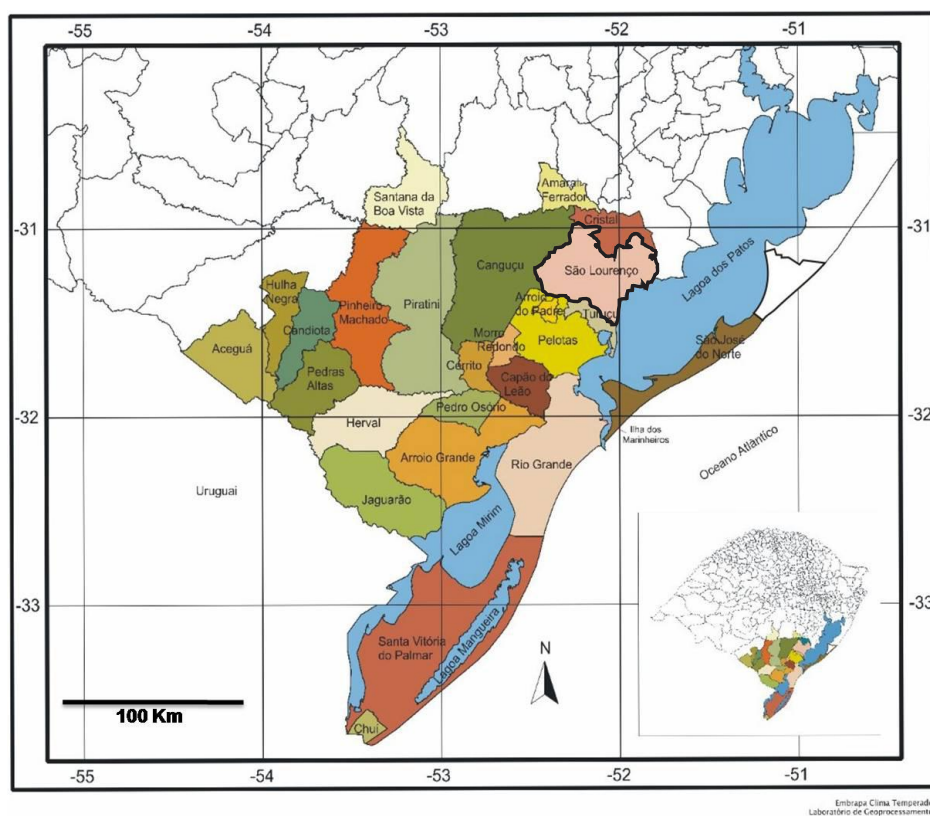 -55
-54
-53
-52
-51
-31
-31
-32
-32
-33
-33
Santana da
Boa Vista
Amaral
Ferrador
Cristal
Canguçu
São Lourenço
Lagoa dos Patos
Hulha
Negra
Pinheiro
Machado
Piratini
Arroio
do Padre
Turuçu
Candiota
Aceguá
Morro
Redondo
Pelotas
São José
do Norte
Pedras
Altas
Cerrito
Capão do
Leão
Pedro Osório
Herval
Ilha dos
Marinheiros
Arroio Grande
Rio Grande
Oceano Atlântico
Uruguai
Jaguarão
Lagoa Mirim
Santa Vitória
do Palmar
Lagoa Mangueira
N
100 Km
Chuí
-55
-54
-53
-52
-51
Embrapa Clima Temperado
Laboratório de Geoprocessamento